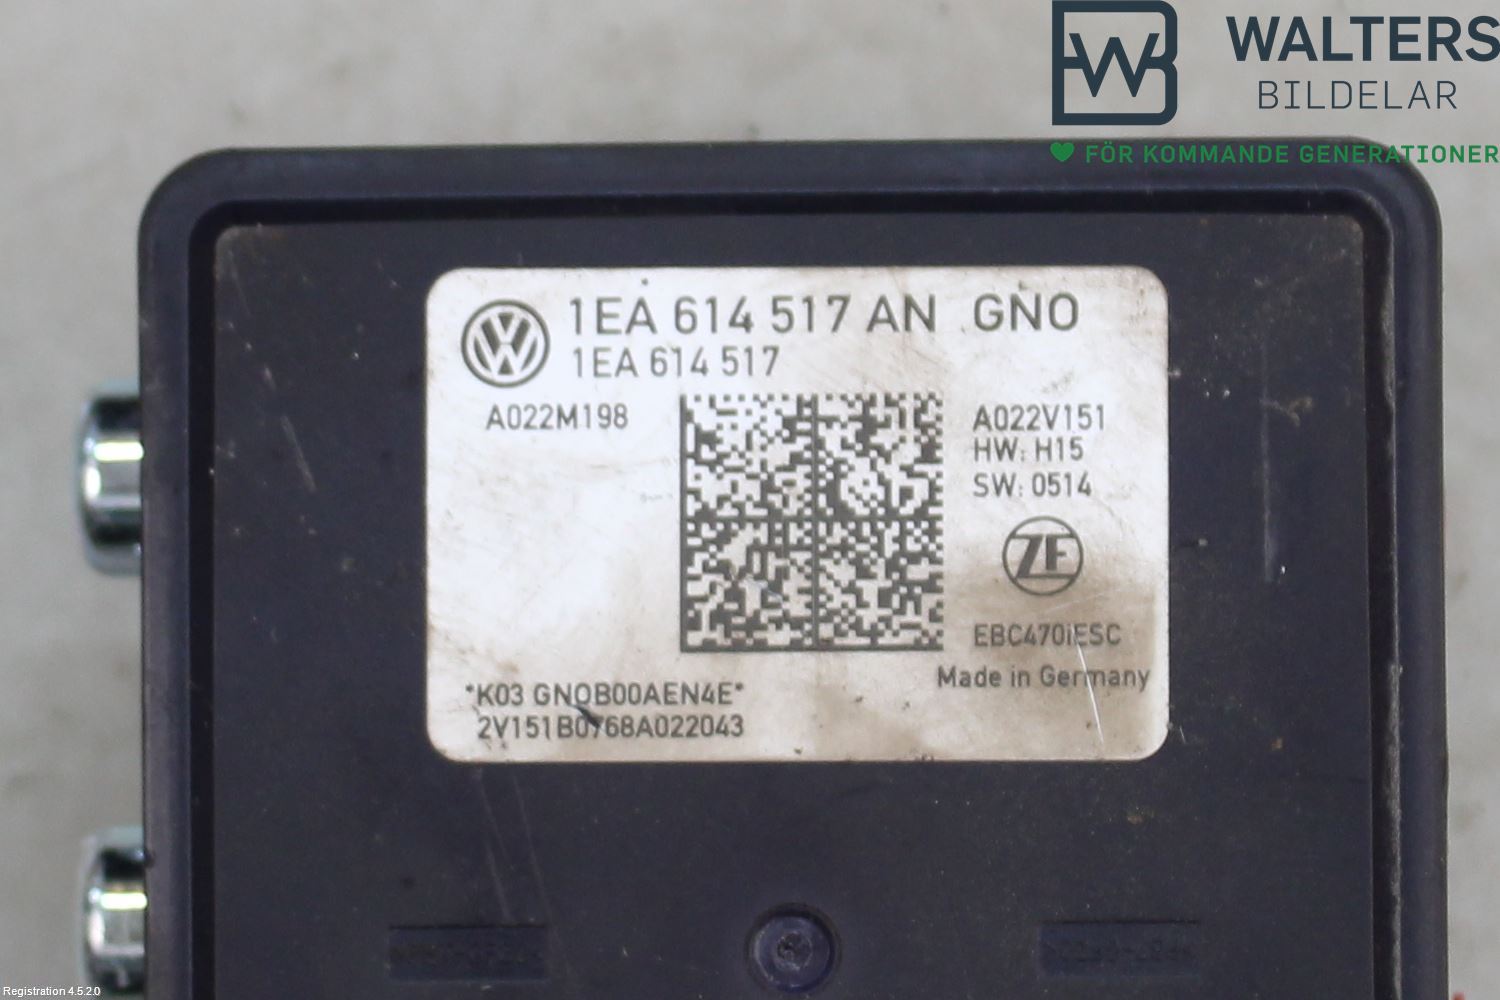 WALTERS
BILDELAR
FÖR KOMMANDE GENERATIONER
1EA 614 517 AN GNO
1EA 614 517
A022M198
A022V151
HW: H15
SW: 0514
ZF
EBC470iESC
Made in Germany
*K03 GNOB00AEN4E*
2V151B0768A022043
Registration 4.5.2.0